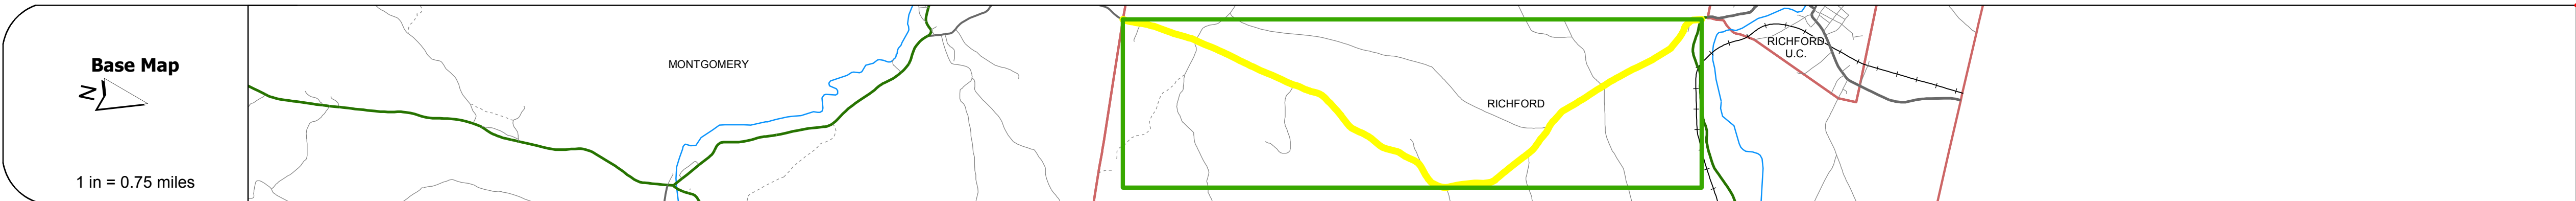 Base Map
N
1 in = 0.75 miles
MONTGOMERY
RICHFORD
RICHFORD
U.C.